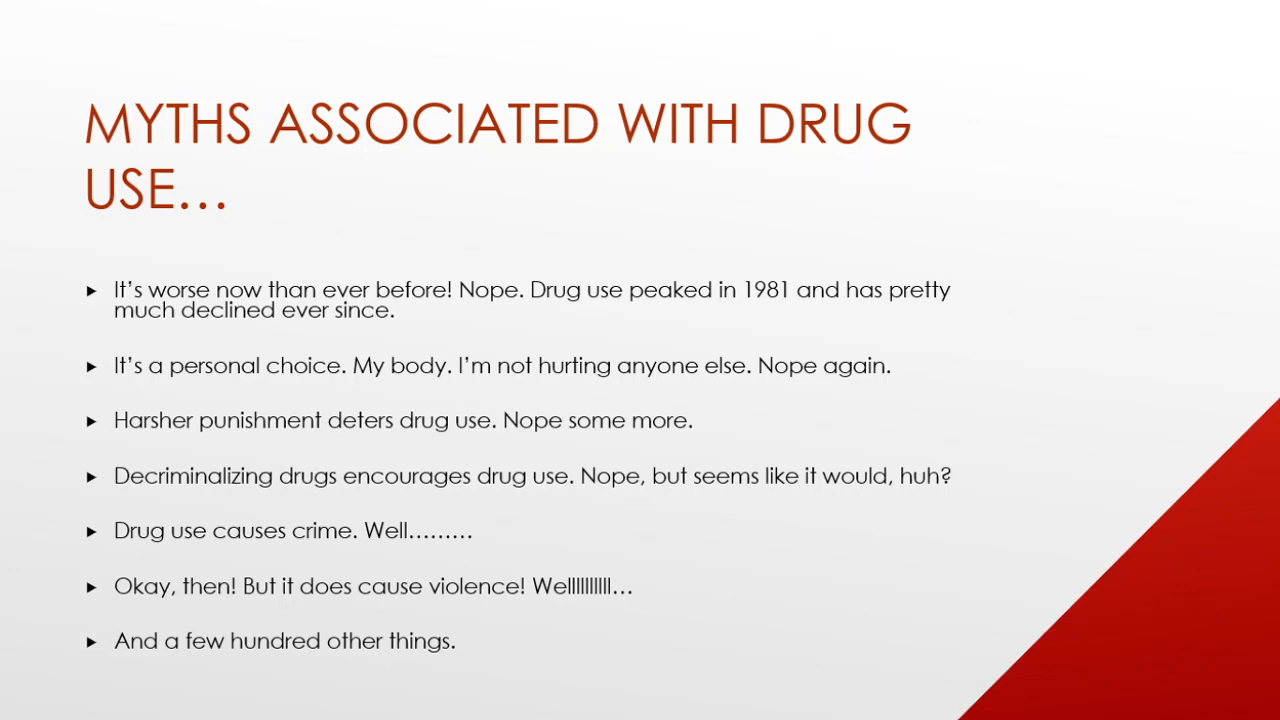 MYTHS ASSOCIATED WITH DRUG
USE...
It's worse now than ever before! Nope. Drug use peaked in 1981 and has pretty
much declined ever since.
It's a personal choice. My body. I'm not hurting anyone else. Nope again.
Harsher punishment deters drug use. Nope some more.
Decriminalizing drugs encourages drug use. Nope, but seems like it would, huh?
Drug use causes crime. Well.........
Okay, then! But it does cause violence! Wellllllllll...
And a few hundred other things.